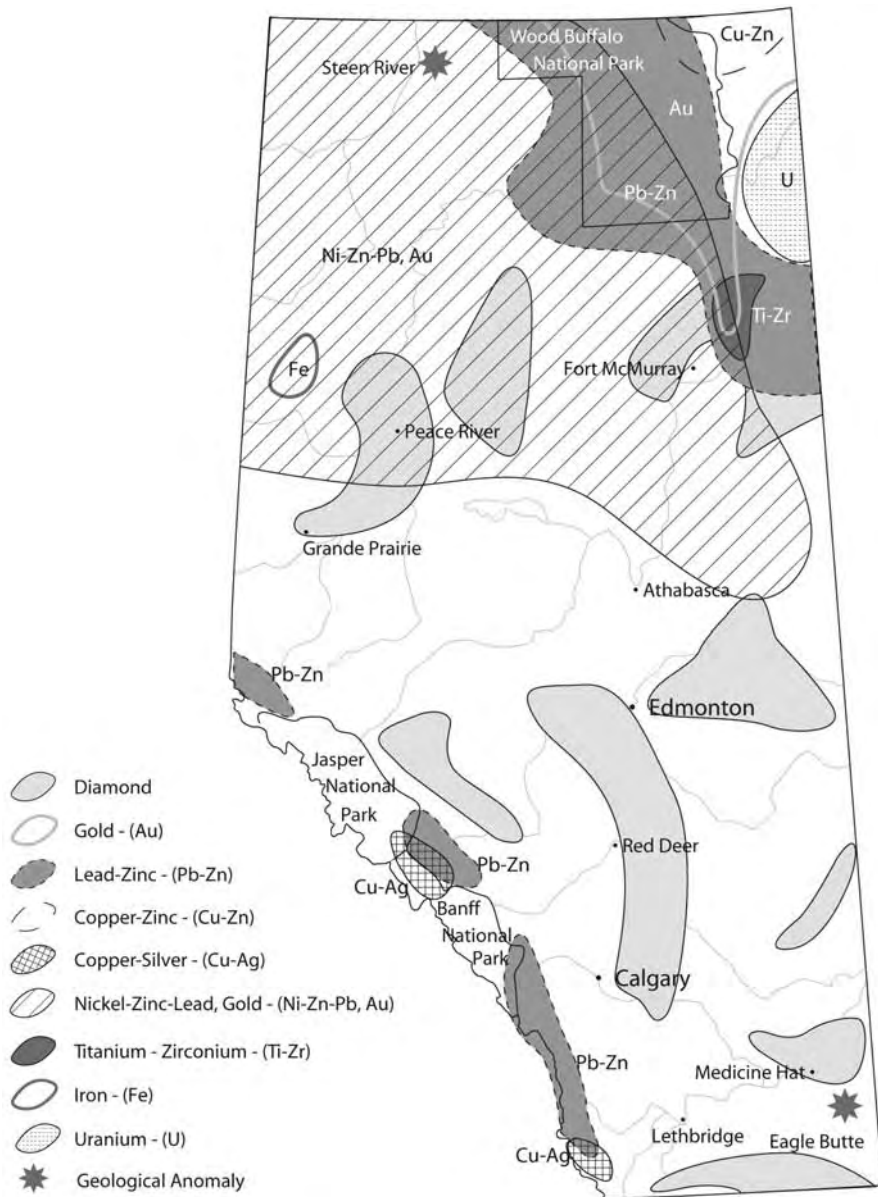 Wood Buffalo
National Park
Cu-Zn
Steen River
Au
U
Pb-Zn
Ni-Zn-Pb, Au
Ti-Zr
Fe
Fort McMurray
Peace River
Grande Prairie
Athabasca
Pb-Zn
Edmonton
Jasper
National
Park
Red Deer
Pb-Zn
Cu-Ag
Banff
National
Park
Calgary
Pb-Zn
Medicine Hat
Lethbridge
Eagle Butte
Cu-Ag
Diamond
Gold - (Au)
Lead-Zinc - (Pb-Zn)
Copper-Zinc - (Cu-Zn)
Copper-Silver - (Cu-Ag)
Nickel-Zinc-Lead, Gold - (Ni-Zn-Pb, Au)
Titanium - Zirconium - (Ti-Zr)
Iron - (Fe)
Uranium - (U)
Geological Anomaly